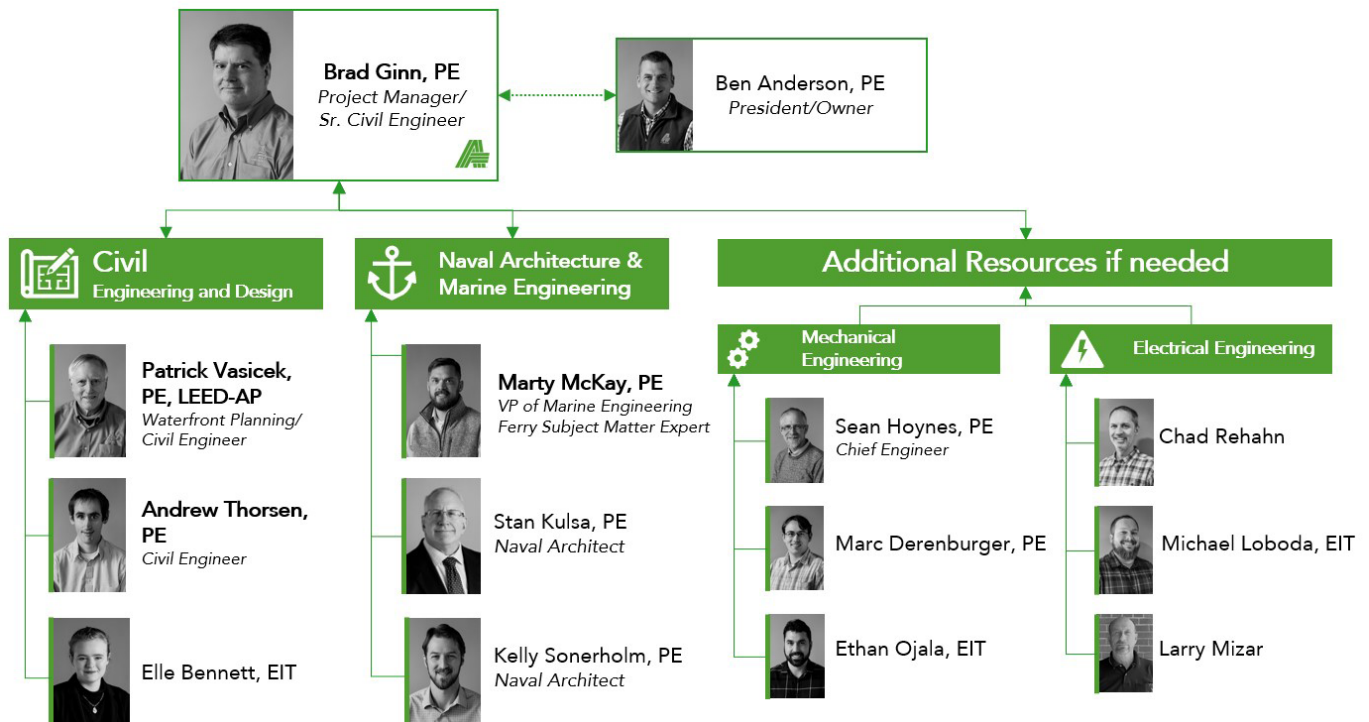 Brad Ginn, PE
Project Manager/
Sr. Civil Engineer
Ben Anderson, PE
President/Owner
Civil
Engineering and Design
Patrick Vasicek,
PE, LEED-AP
Waterfront Planning/
Civil Engineer
Andrew Thorsen,
PE
Civil Engineer
Elle Bennett, EIT
Naval Architecture &
Marine Engineering
Marty McKay, PE
VP of Marine Engineering
Ferry Subject Matter Expert
Stan Kulsa, PE
Naval Architect
Kelly Sonerholm, PE
Naval Architect
Additional Resources if needed
Mechanical
Engineering
Sean Hoynes, PE
Chief Engineer
Marc Derenburger, PE
Ethan Ojala, EIT
Electrical Engineering
Chad Rehahn
Michael Loboda, EIT
Larry Mizar